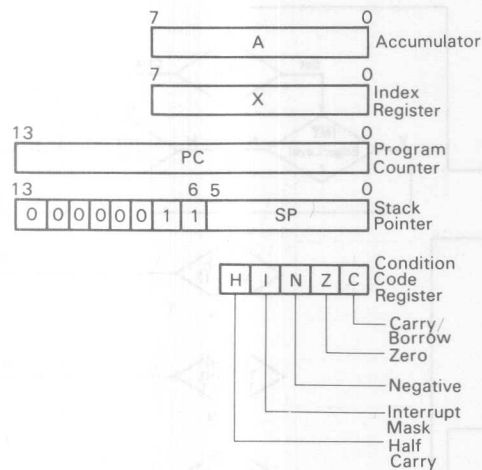 7 0
A Accumulator
7 0
X Index
Register
13 0
PC Program
Counter
13 6 5 0
0 0 0 0 0 0 1 1 SP Stack
Pointer
H I N Z C Condition
Code
Register
Carry/
Borrow
Zero
Negative
Interrupt
Mask
Half
Carry